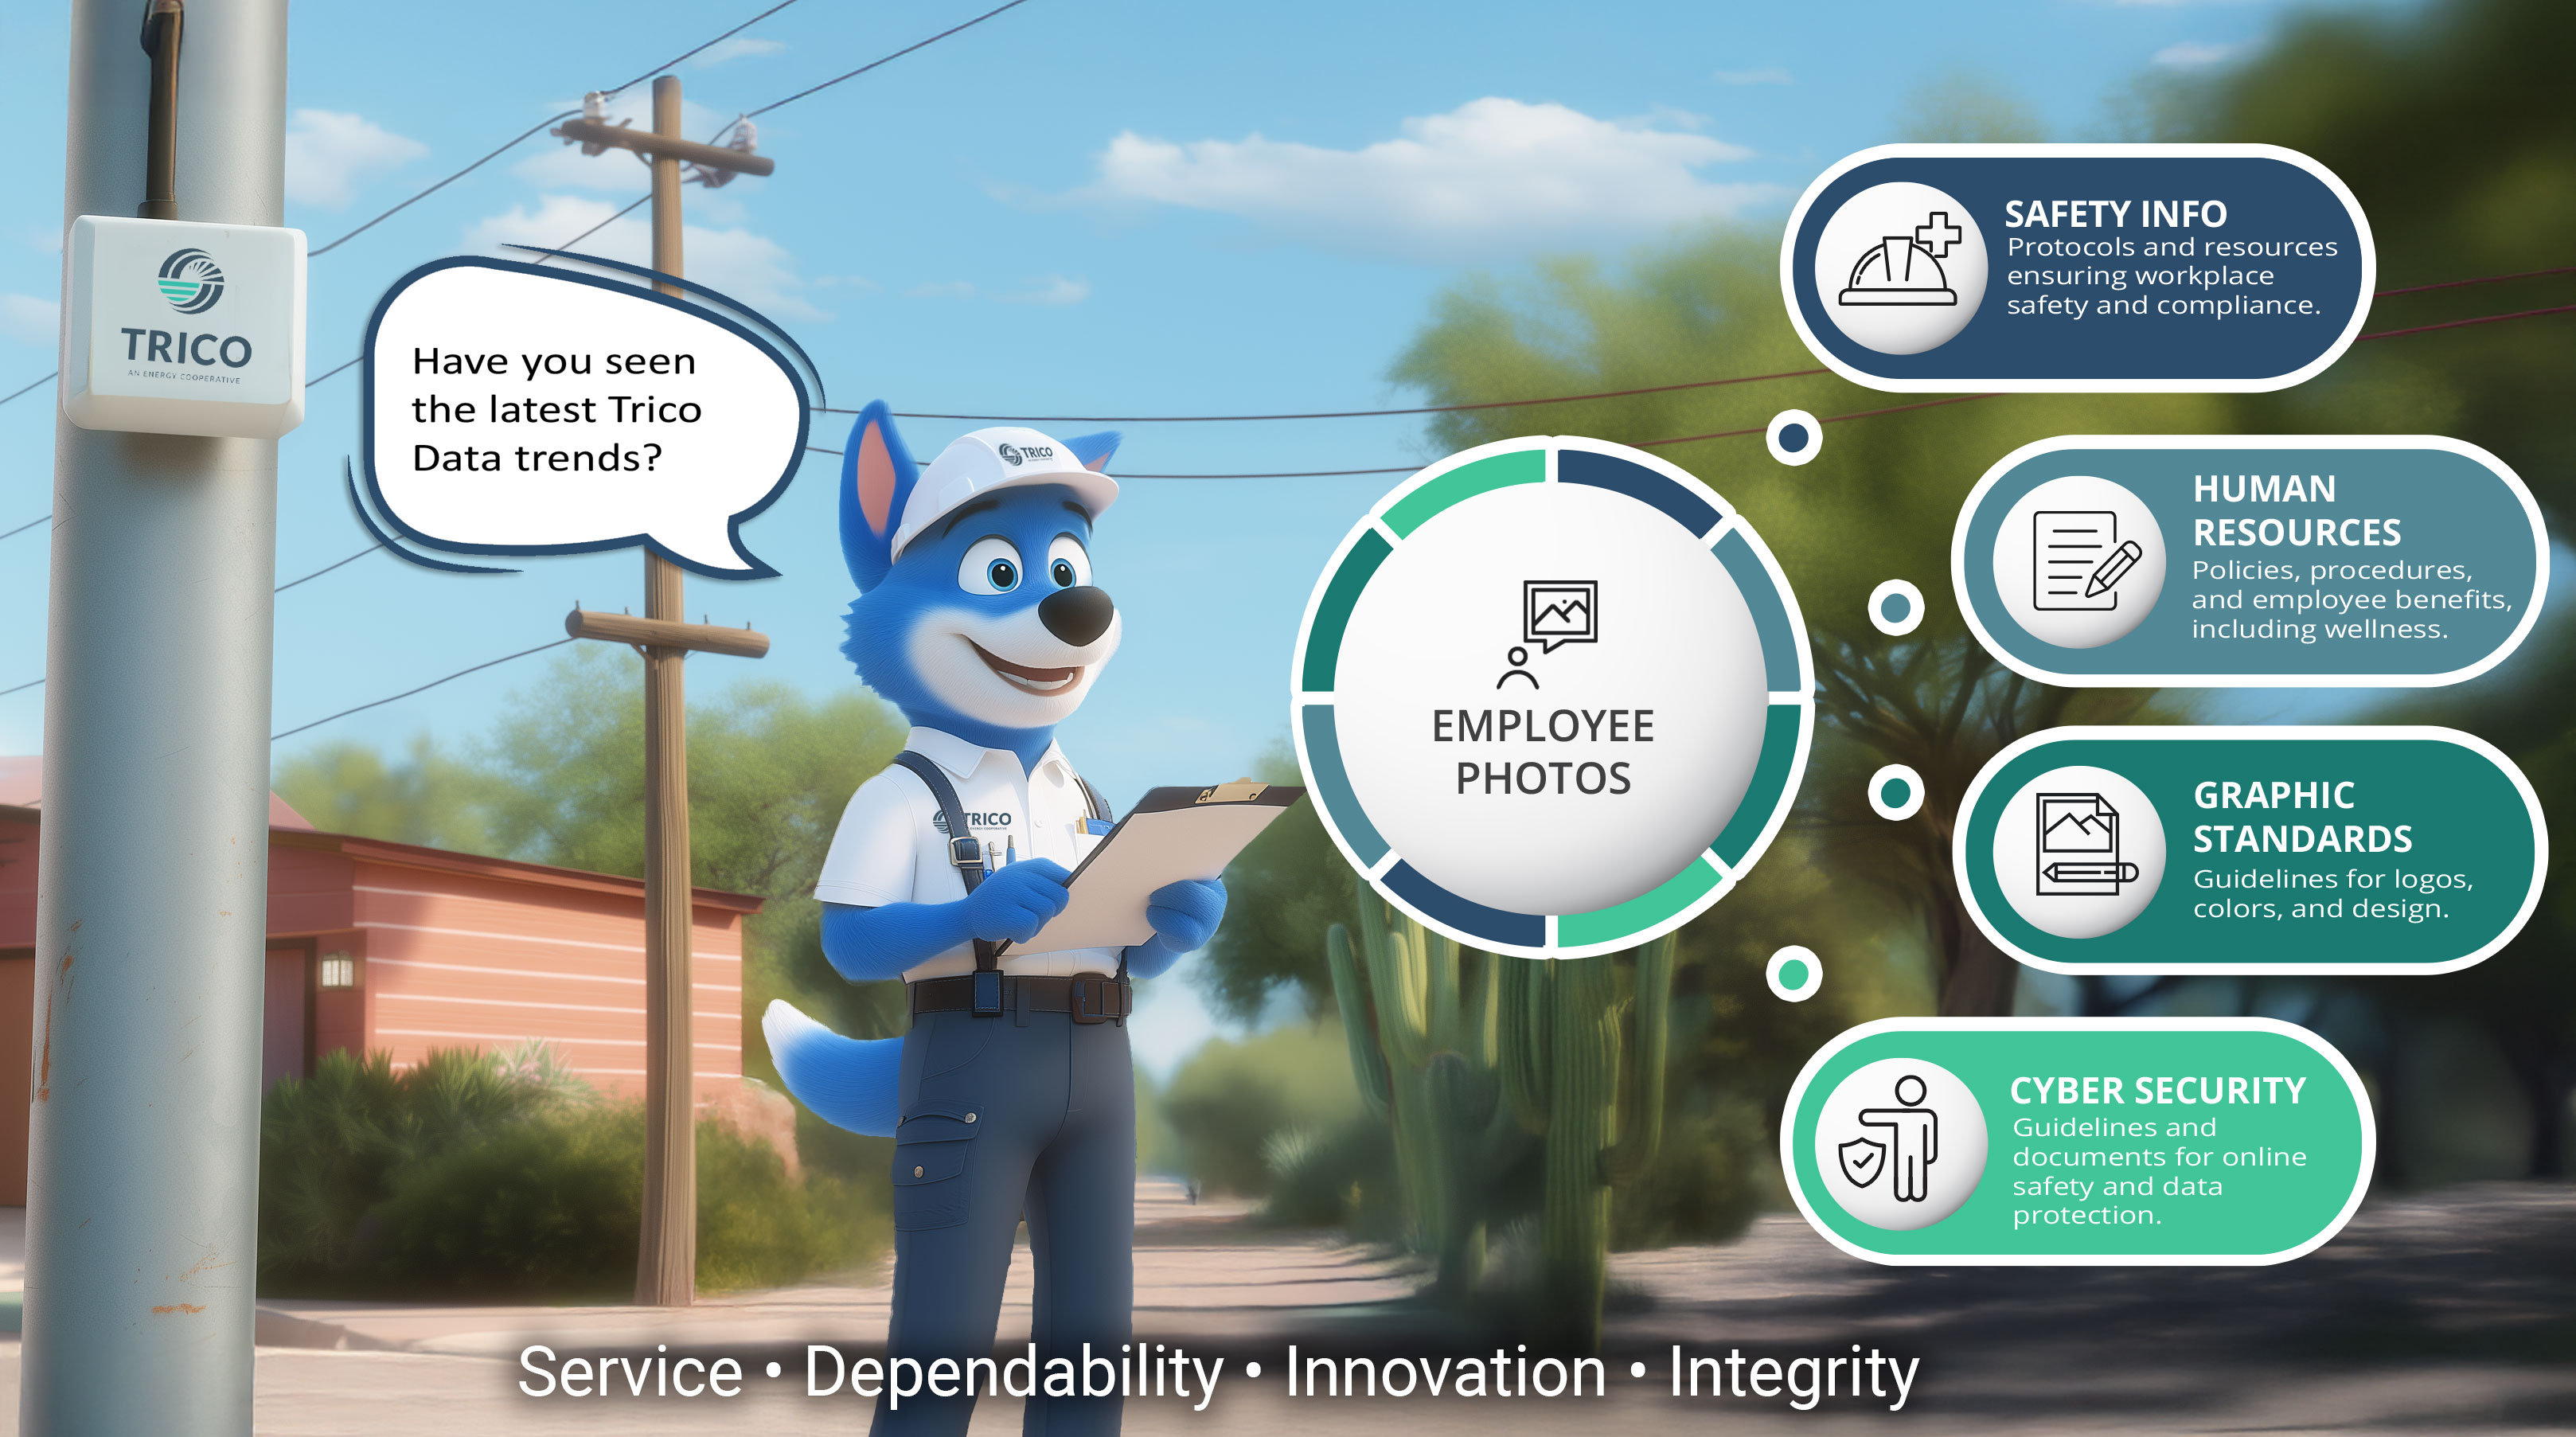 TRICO
AN ENERGY COOPERATIVE
Have you seen
the latest Trico
Data trends?
TRICO
TRICO
EMPLOYEE
PHOTOS
SAFETY INFO
Protocols and resources
ensuring workplace
safety and compliance.
HUMAN
RESOURCES
Policies, procedures,
and employee benefits,
including wellness.
GRAPHIC
STANDARDS
Guidelines for logos,
colors, and design.
CYBER SECURITY
Guidelines and
documents for online
safety and data
protection.
Service • Dependability • Innovation • Integrity